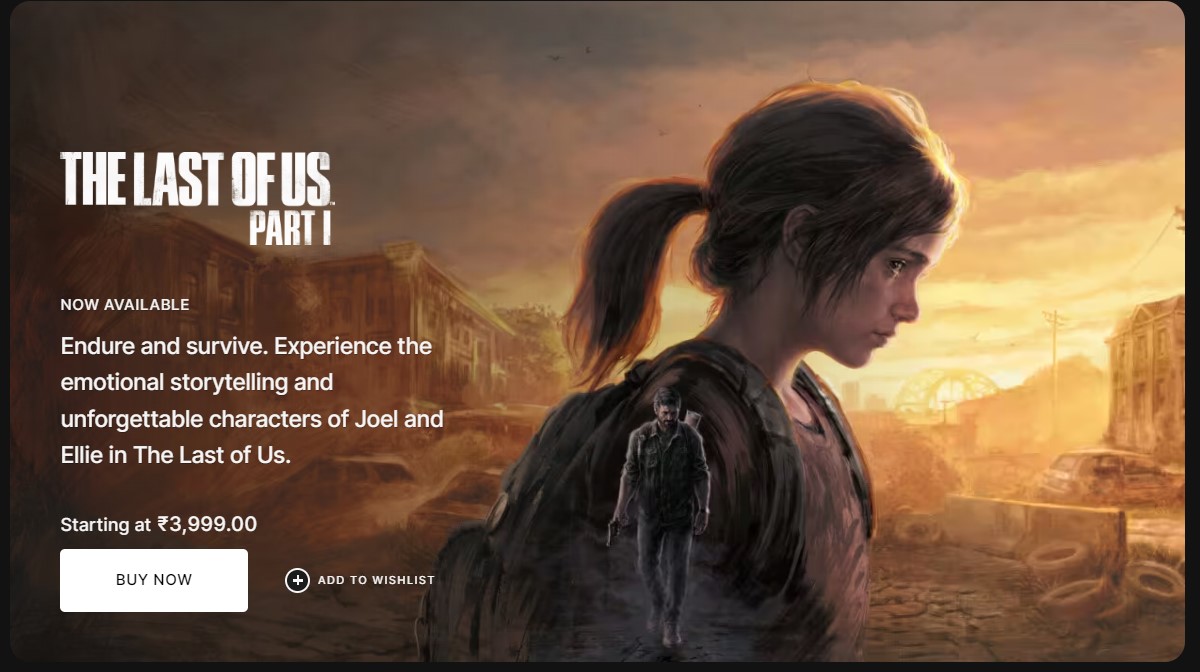 THE LAST OF US™
PART I
NOW AVAILABLE
Endure and survive. Experience the
emotional storytelling and
unforgettable characters of Joel and
Ellie in The Last of Us.
Starting at ₹3,999.00
BUY NOW
ADD TO WISHLIST